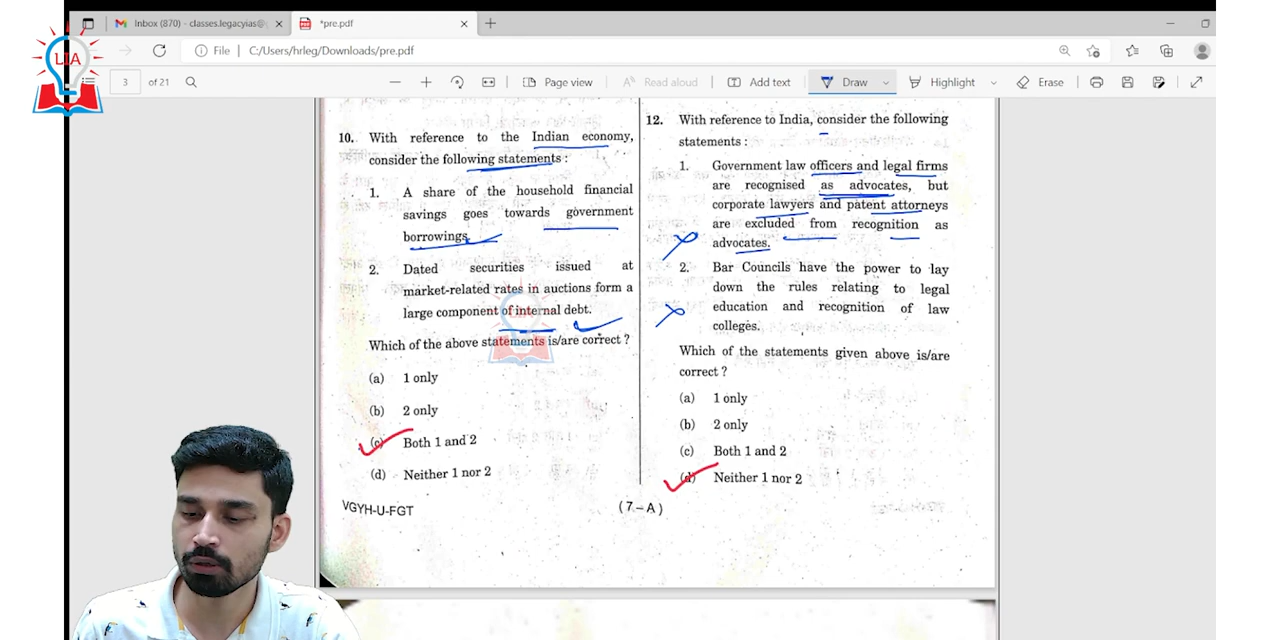 Inbox (870) - classes.legacyias@
*pre.pdf
LIA
File
C:/Users/hrleg/Downloads/pre.pdf
3 of 21
Page view
Read aloud
Add text
Draw
Highlight
Erase
10. With reference to the Indian economy,
consider the following statements :
1. A share of the household financial
savings goes towards government
borrowings.
2. Dated securities issued at
market-related rates in auctions form a
large component of internal debt.
Which of the above statements is/are correct ?
(a) 1 only
(b) 2 only
(c) Both 1 and 2
(d) Neither 1 nor 2
VGYH-U-FGT
( 7 – A )
12. With reference to India, consider the following
statements :
1. Government law officers and legal firms
are recognised as advocates, but
corporate lawyers and patent attorneys
are excluded from recognition as
advocates.
2. Bar Councils have the power to lay
down the rules relating to legal
education and recognition of law
colleges.
Which of the statements given above is/are
correct ?
(a) 1 only
(b) 2 only
(c) Both 1 and 2
(d) Neither 1 nor 2